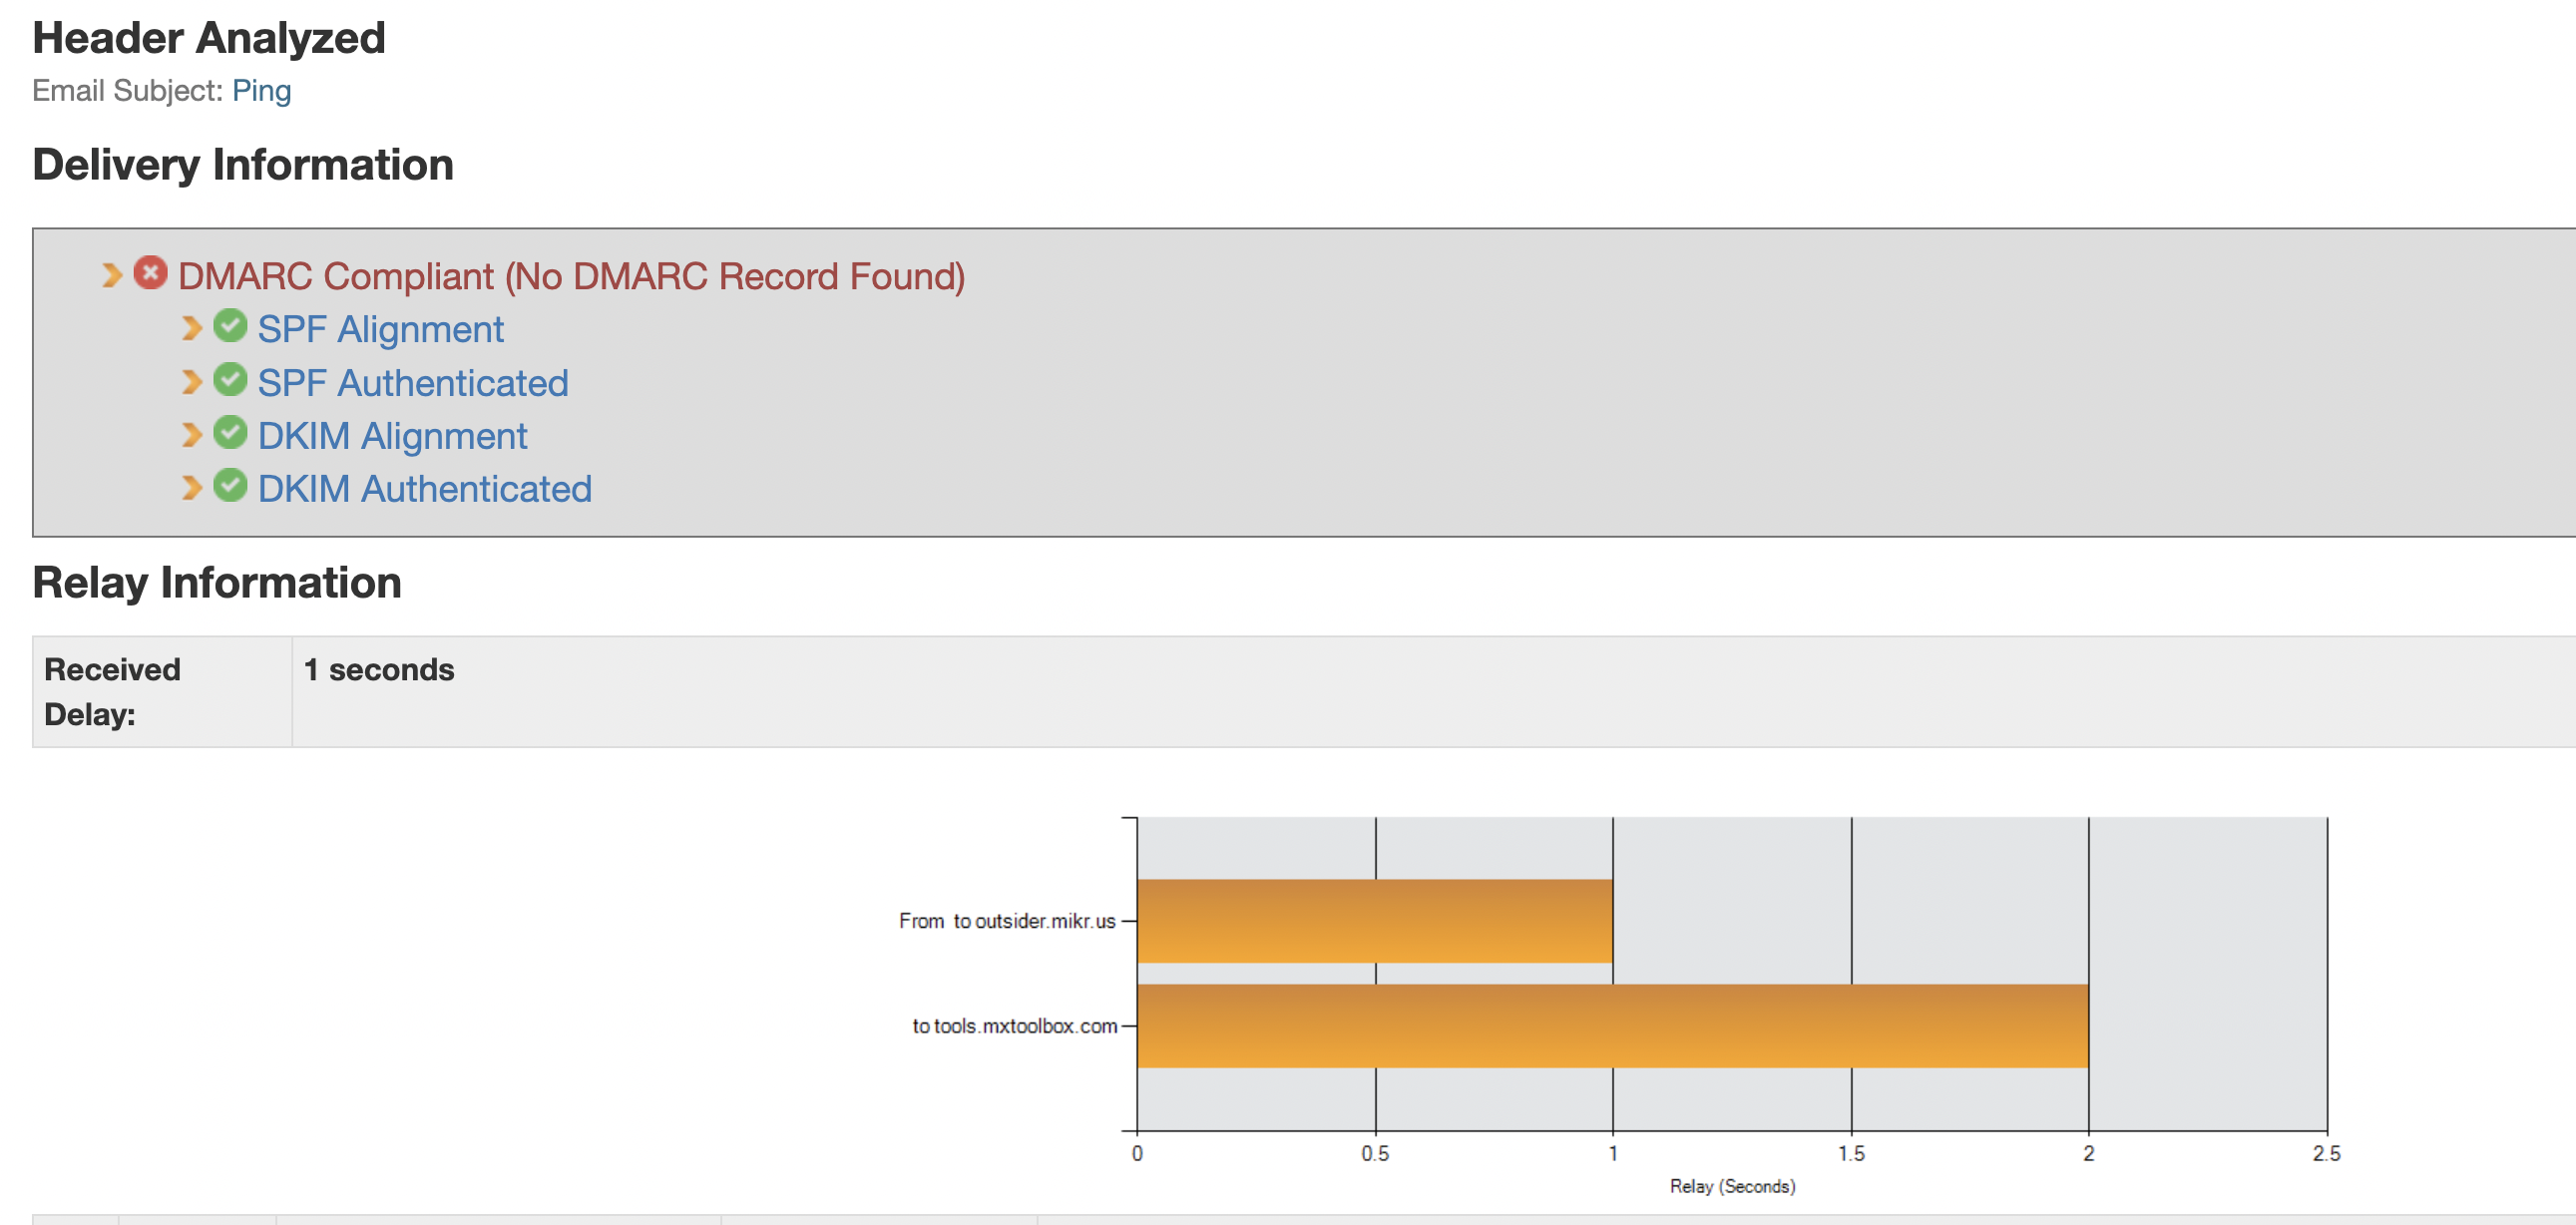 Header Analyzed
Email Subject: Ping
Delivery Information
DMARC Compliant (No DMARC Record Found)
SPF Alignment
SPF Authenticated
DKIM Alignment
DKIM Authenticated
Relay Information
Received Delay:
1 seconds
From  to outsider.mikr.us
to tools.mxtoolbox.com
0 0.5 1 1.5 2 2.5
Relay (Seconds)